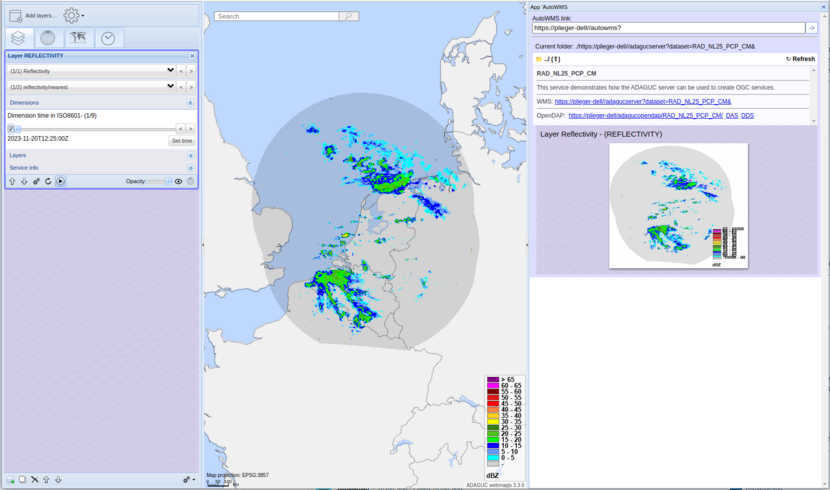 Add layers...
Layer REFLECTIVITY
(1/1) Reflectivity
(1/2) reflectivity/nearest
Dimensions
Dimension time in ISO8601- (1/9)
2023-11-20T12:25:00Z
Set time
Layers
Service info
Opacity:
Search
> 65
60 - 65
55 - 60
50 - 55
45 - 50
40 - 45
35 - 40
30 - 35
25 - 30
20 - 25
15 - 20
10 - 15
5 - 10
0 - 5
-
dBZ
Map projection: EPSG:3857
ADAGUC webmapjs 3.3.6
App 'AutoWMS
AutoWMS link:
https://plieger-dell//autowms?
->
Current folder: ./https://plieger-dell//adagucserver?dataset=RAD_NL25_PCP_CM&
../ (⇑)
↻ Refresh
RAD_NL25_PCP_CM
This service demonstrates how the ADAGUC server can be used to create OGC services.
WMS: https://plieger-dell//adagucserver?dataset=RAD_NL25_PCP_CM&
OpenDAP: https://plieger-dell//adagucopendap/RAD_NL25_PCP_CM/ DAS DDS
Layer Reflectivity - (REFLECTIVITY)
dBZ